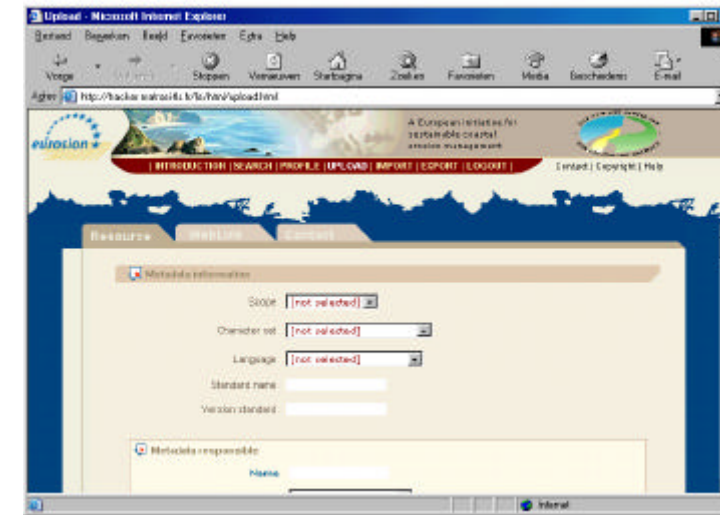 Upload - Microsoft Internet Explorer
Bestand Bewerken Beeld Favorieten Extra Help
Vorige Stoppen Vernieuwen Startpagina Zoeken Favorieten Media Geschiedenis E-mail
Adres
eurosion
A European initiative for
sustainable coastal
erosion management
| INTRODUCTION | SEARCH | PROFILE | UPLOAD | IMPORT | EXPORT | LOGOUT |
Contact | Copyright | Help
Resource WebLink Contact
Metadata information
Scope [not selected]
Character set [not selected]
Language [not selected]
Standard name
Version standard
Metadata responsible
Name
Internet